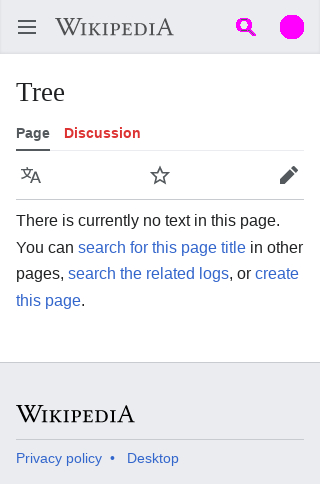 WIKIPEDIA
Tree
Page Discussion
There is currently no text in this page.
You can search for this page title in other
pages, search the related logs, or create
this page.
WIKIPEDIA
Privacy policy • Desktop